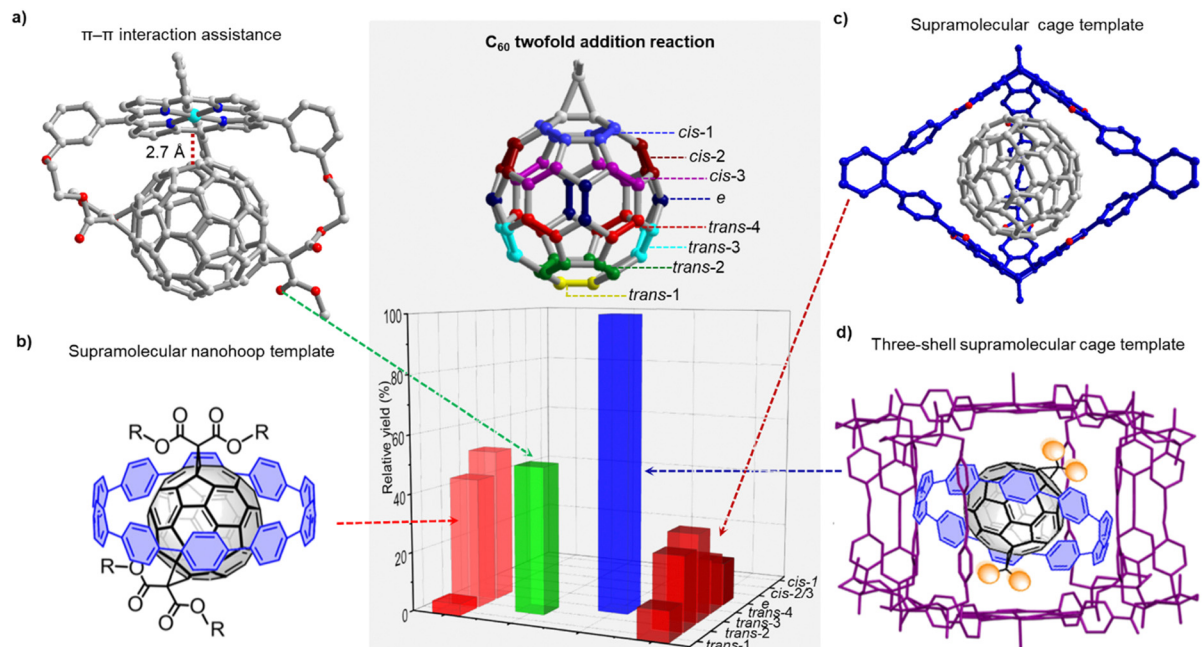 a)
π–π interaction assistance
2.7 Å
C60 twofold addition reaction
cis-1
cis-2
cis-3
e
trans-4
trans-3
trans-2
trans-1
c)
Supramolecular cage template
b)
Supramolecular nanohoop template
O
O
R
O
O
R
R
O
O
O
O
R
Relative yield (%)
100
80
60
40
20
0
cis-1
cis-2/3
e
trans-4
trans-3
trans-2
trans-1
d)
Three-shell supramolecular cage template